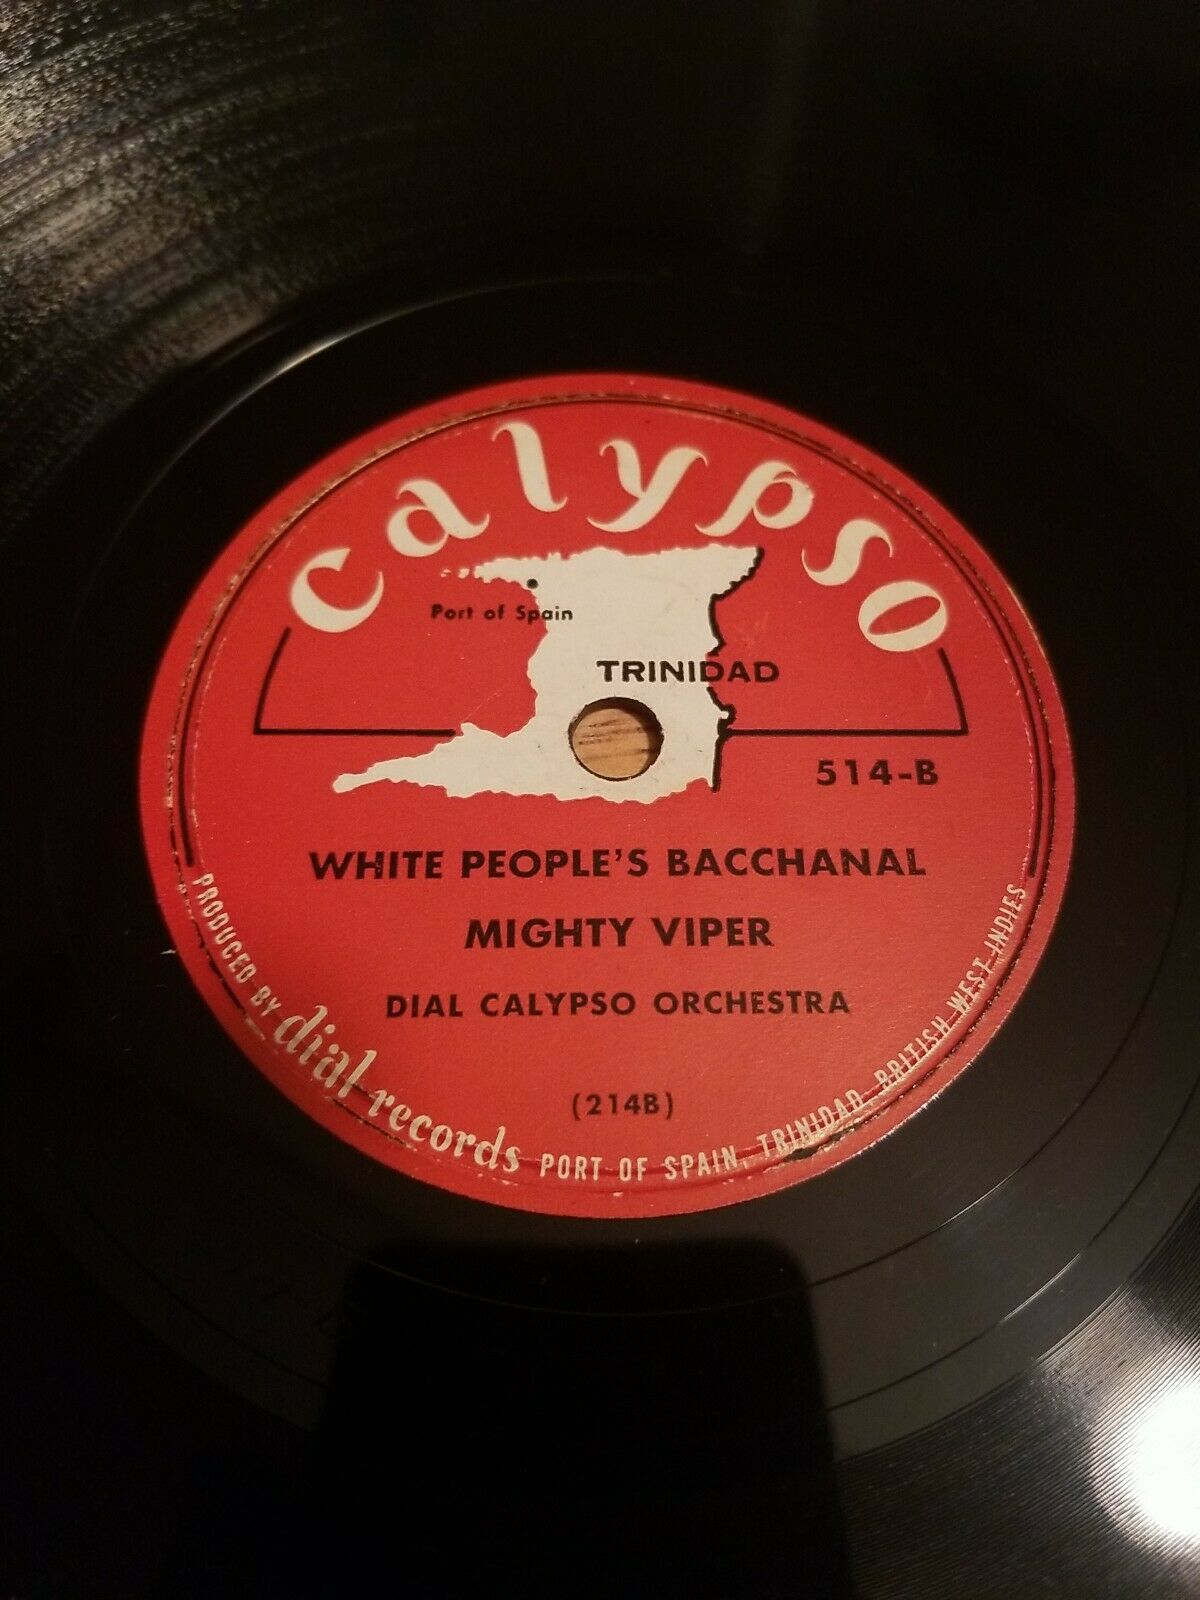 Calypso
Port of Spain
TRINIDAD
514-B
WHITE PEOPLE'S BACCHANAL
MIGHTY VIPER
DIAL CALYPSO ORCHESTRA
(214B)
PRODUCED BY dial records PORT OF SPAIN, TRINIDAD, BRITISH WEST INDIES